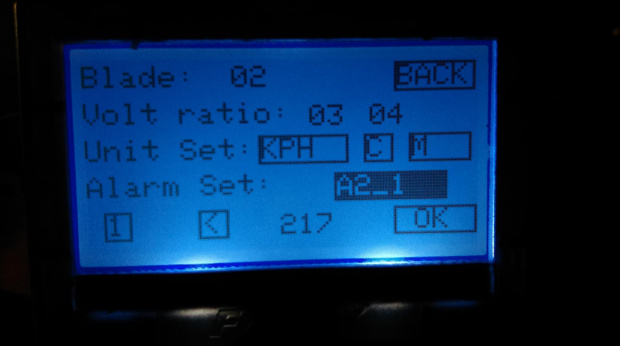 Blade: 02 BACK
Volt ratio: 03 04
Unit Set: KPH C M
Alarm Set: A2_1
1 < 217 OK